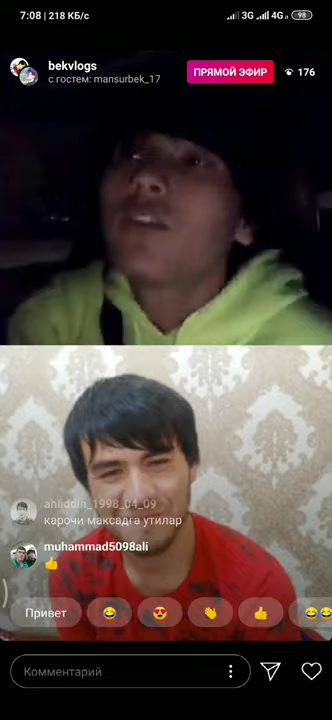 7:08 | 218 КБ/с 3G 4G 98
bekvlogs
с гостем: mansurbek_17
ПРЯМОЙ ЭФИР 176
ahliddin_1998_04_09
карочи максадга утилар
muhammad5098ali
👍
Привет 😂 😍 👏 👍 😂😂
Комментарий